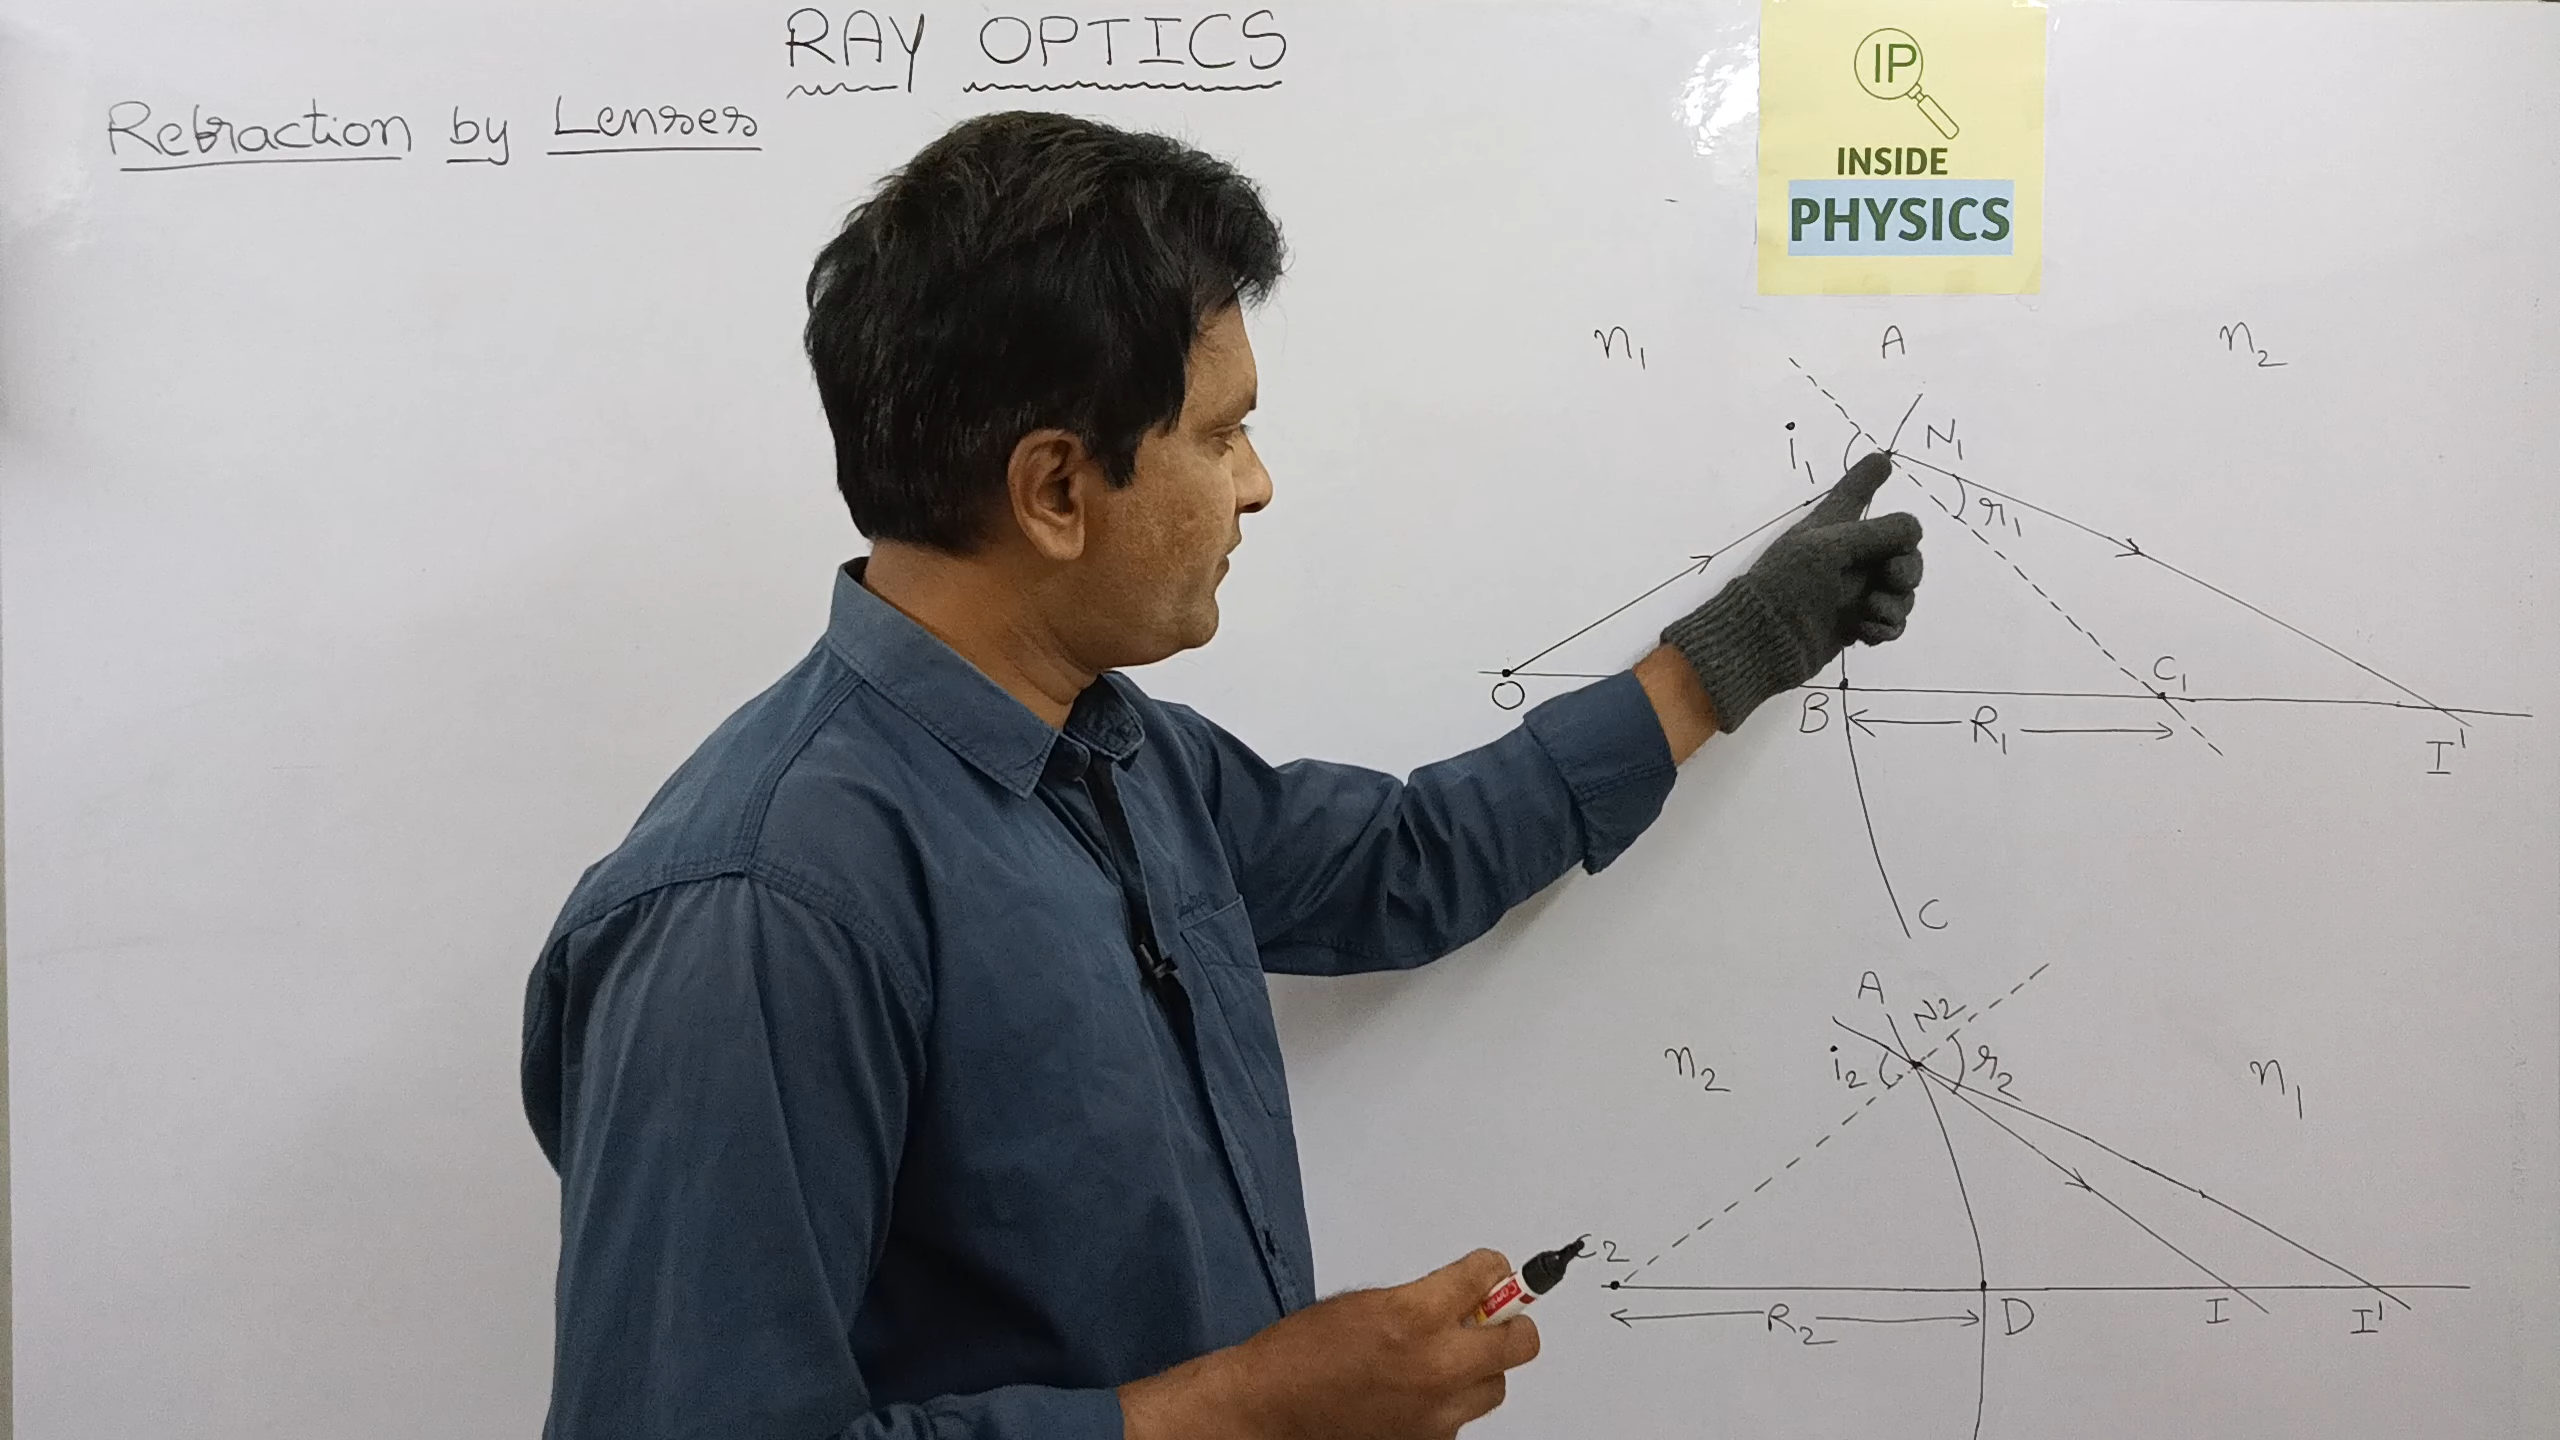 RAY OPTICS
Refraction by Lenses
IP
INSIDE
PHYSICS
n1 A n2
i1 N1
r1
O B C1
R1 I'
C
A N2
n2 i2 r2 n1
C2
R2 D I I'